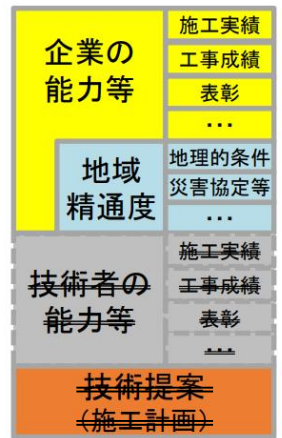 企業の
能力等
施工実績
工事成績
表彰
…
地域
精通度
地理的条件
災害協定等
…
技術者の
能力等
施工実績
工事成績
表彰
…
技術提案
(施工計画)